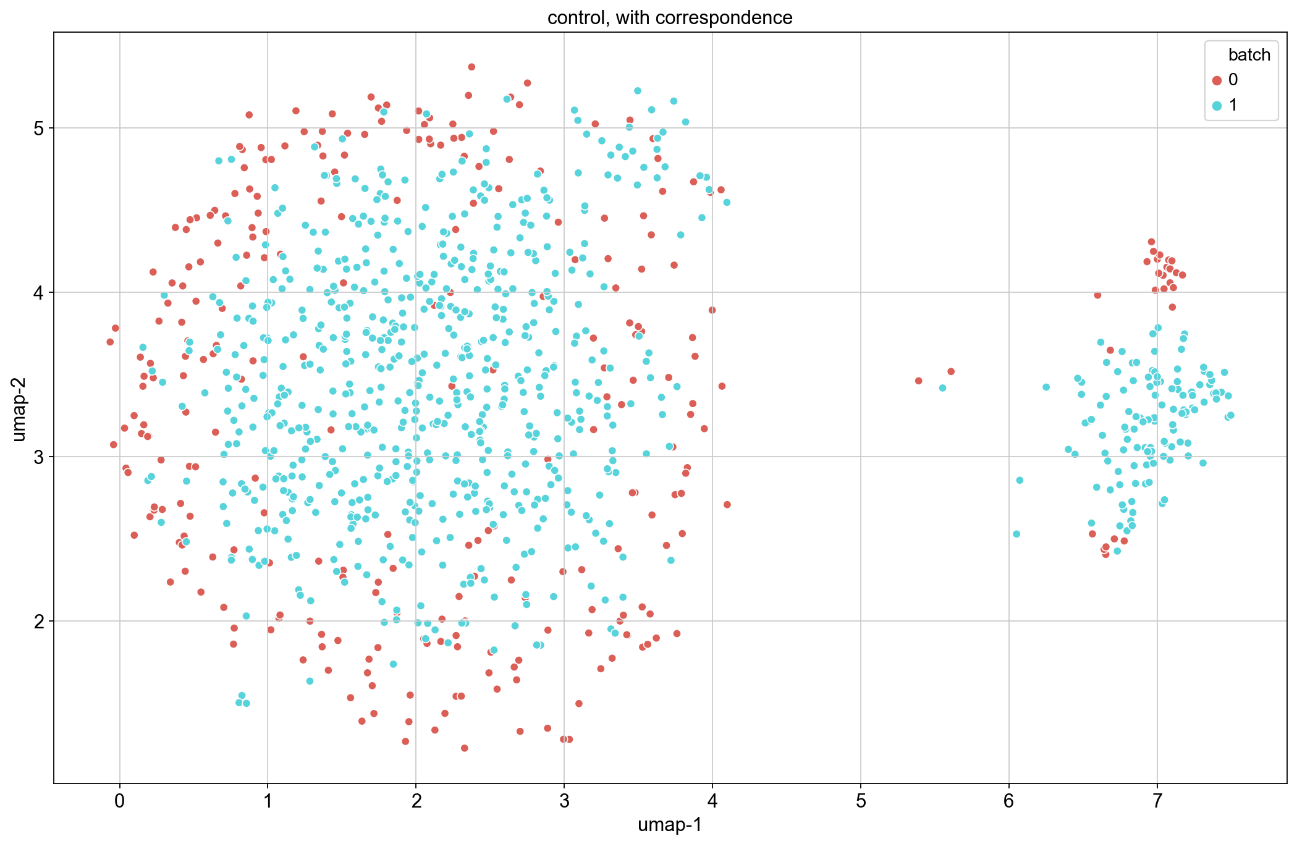 control, with correspondence
batch
0
1
5
4
3
2
umap-2
0 1 2 3 4 5 6 7
umap-1